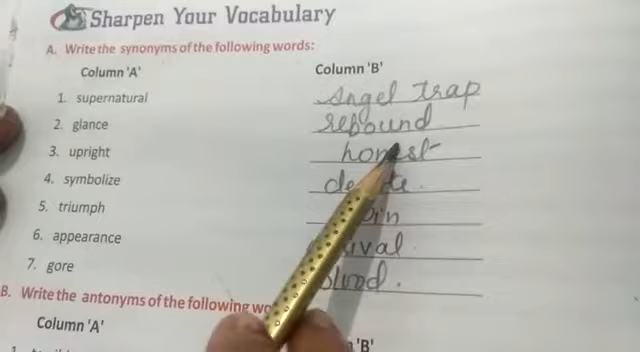 Sharpen Your Vocabulary
A. Write the synonyms of the following words:
Column 'A' Column 'B'
1. supernatural Angel trap
2. glance rebound
3. upright honest
4. symbolize
5. triumph
6. appearance
7. gore blood.
B. Write the antonyms of the following
Column 'A' 'B'